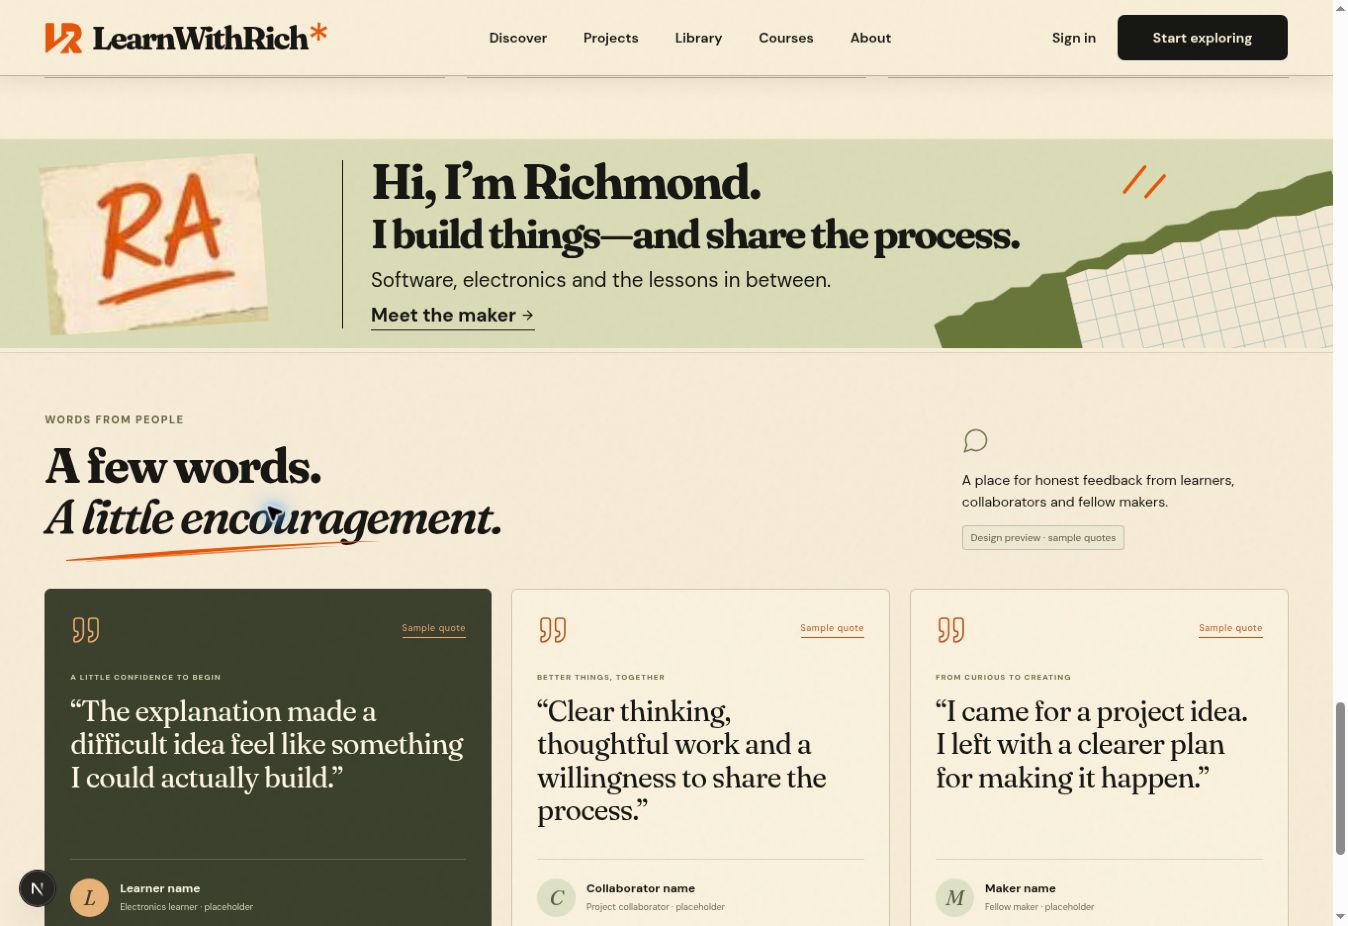 LearnWithRich*
Discover
Projects
Library
Courses
About
Sign in
Start exploring
RA
Hi, I’m Richmond.
I build things—and share the process.
Software, electronics and the lessons in between.
Meet the maker →
WORDS FROM PEOPLE
A few words.
A little encouragement.
A place for honest feedback from learners,
collaborators and fellow makers.
Design preview · sample quotes
Sample quote
A LITTLE CONFIDENCE TO BEGIN
“The explanation made a
difficult idea feel like something
I could actually build.”
L
Learner name
Electronics learner · placeholder
Sample quote
BETTER THINGS, TOGETHER
“Clear thinking,
thoughtful work and a
willingness to share the
process.”
C
Collaborator name
Project collaborator · placeholder
Sample quote
FROM CURIOUS TO CREATING
“I came for a project idea.
I left with a clearer plan
for making it happen.”
M
Maker name
Fellow maker · placeholder
N